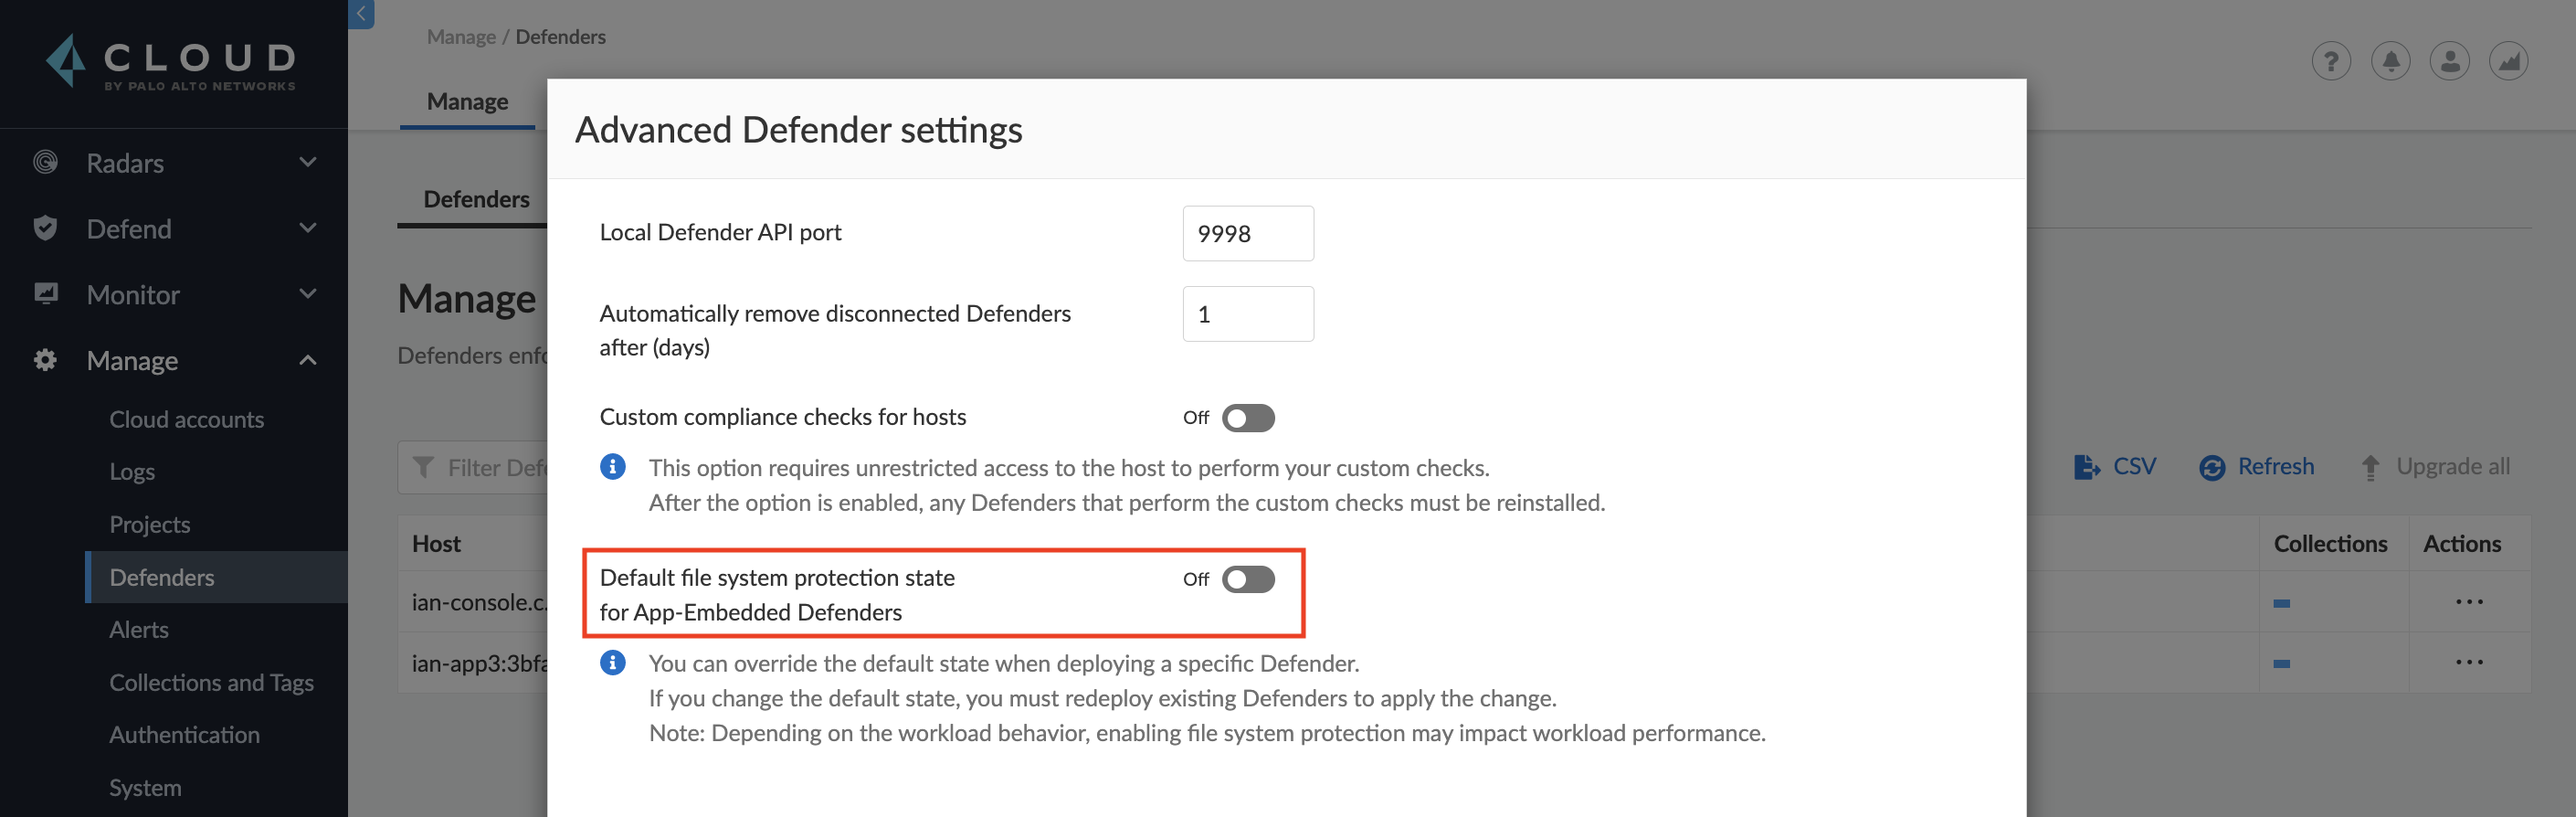 CLOUD
BY PALO ALTO NETWORKS
Radars
Defend
Monitor
Manage
Cloud accounts
Logs
Projects
Defenders
Alerts
Collections and Tags
Authentication
System
Manage / Defenders
Manage
Defenders
Manage
Defenders enfo
Filter Defe
CSV
Refresh
Upgrade all
Host
Collections
Actions
ian-console.c.
ian-app3:3bfa
Advanced Defender settings
Local Defender API port
9998
Automatically remove disconnected Defenders
after (days)
1
Custom compliance checks for hosts
Off
This option requires unrestricted access to the host to perform your custom checks.
After the option is enabled, any Defenders that perform the custom checks must be reinstalled.
Default file system protection state
for App-Embedded Defenders
Off
You can override the default state when deploying a specific Defender.
If you change the default state, you must redeploy existing Defenders to apply the change.
Note: Depending on the workload behavior, enabling file system protection may impact workload performance.